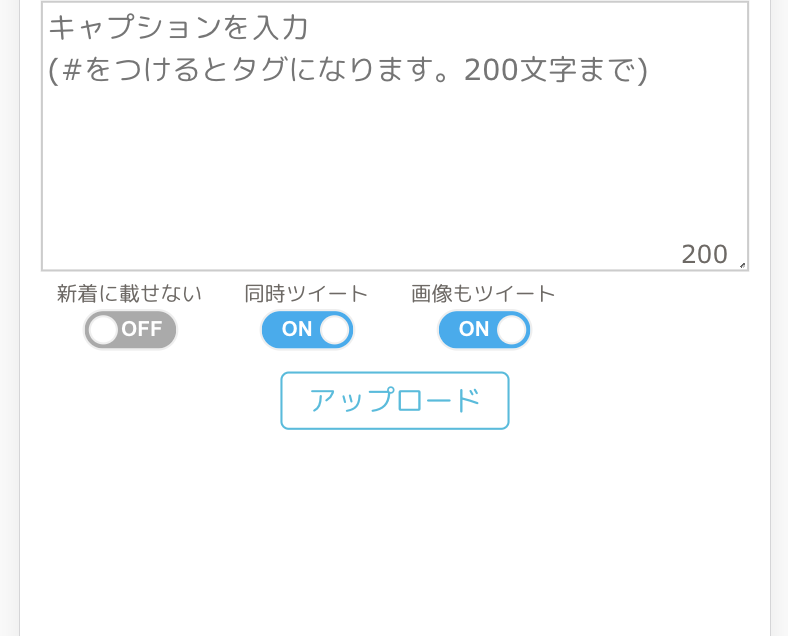 キャプションを入力
(#をつけるとタグになります。200文字まで)
200
新着に載せない 同時ツイート 画像もツイート
OFF ON ON
アップロード